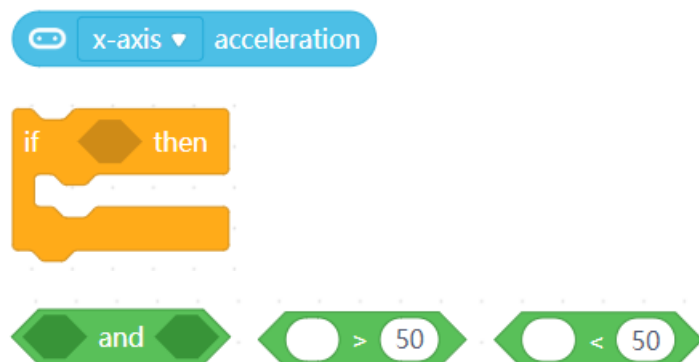 x-axis acceleration
if then
and > 50 < 50